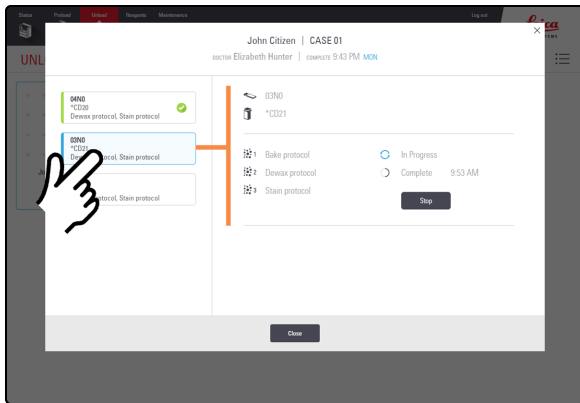 Status Preload Unload Reagents Maintenance Log out
John Citizen | CASE 01
DOCTOR Elizabeth Hunter | COMPLETE 9:43 PM MON
UNL
04N0
*CD20
Dewax protocol, Stain protocol
03N0
*CD21
Dewax protocol, Stain protocol
protocol, Stain protocol
03N0
*CD21
1 Bake protocol In Progress
2 Dewax protocol Complete 9:53 AM
3 Stain protocol
Stop
Close